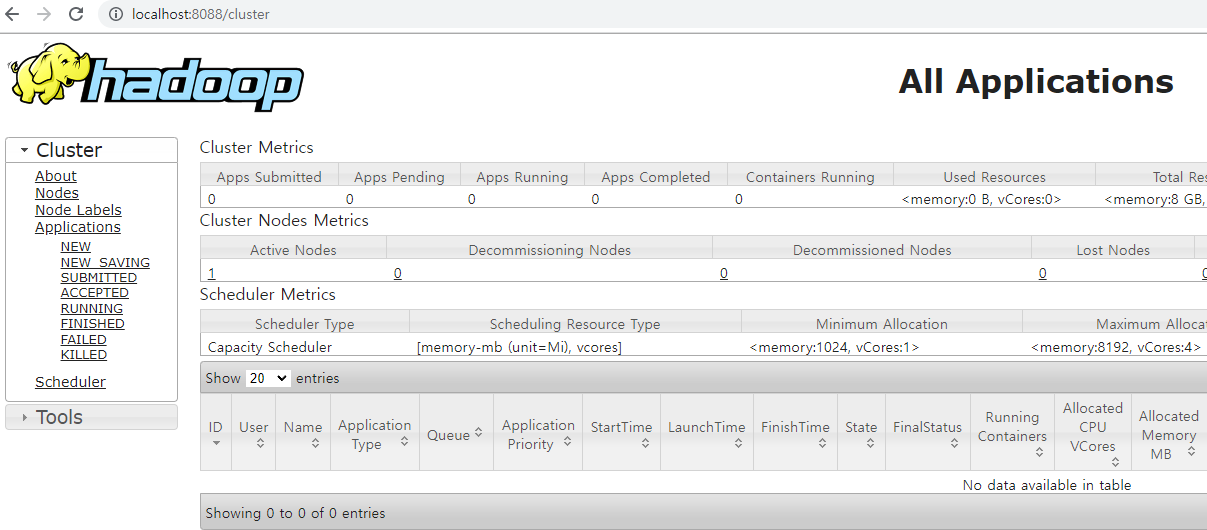 localhost:8088/cluster
hadoop
All Applications
Cluster
About
Nodes
Node Labels
Applications
NEW
NEW_SAVING
SUBMITTED
ACCEPTED
RUNNING
FINISHED
FAILED
KILLED
Scheduler
Tools
Cluster Metrics
Apps Submitted Apps Pending Apps Running Apps Completed Containers Running Used Resources Total Res
0 0 0 0 0 <memory:0 B, vCores:0> <memory:8 GB,
Cluster Nodes Metrics
Active Nodes Decommissioning Nodes Decommissioned Nodes Lost Nodes
1 0 0 0 0
Scheduler Metrics
Scheduler Type Scheduling Resource Type Minimum Allocation Maximum Allocat
Capacity Scheduler [memory-mb (unit=Mi), vcores] <memory:1024, vCores:1> <memory:8192, vCores:4>
Show 20 entries
ID User Name Application Type Queue Application Priority StartTime LaunchTime FinishTime State FinalStatus Running Containers Allocated CPU VCores Allocated Memory MB
No data available in table
Showing 0 to 0 of 0 entries